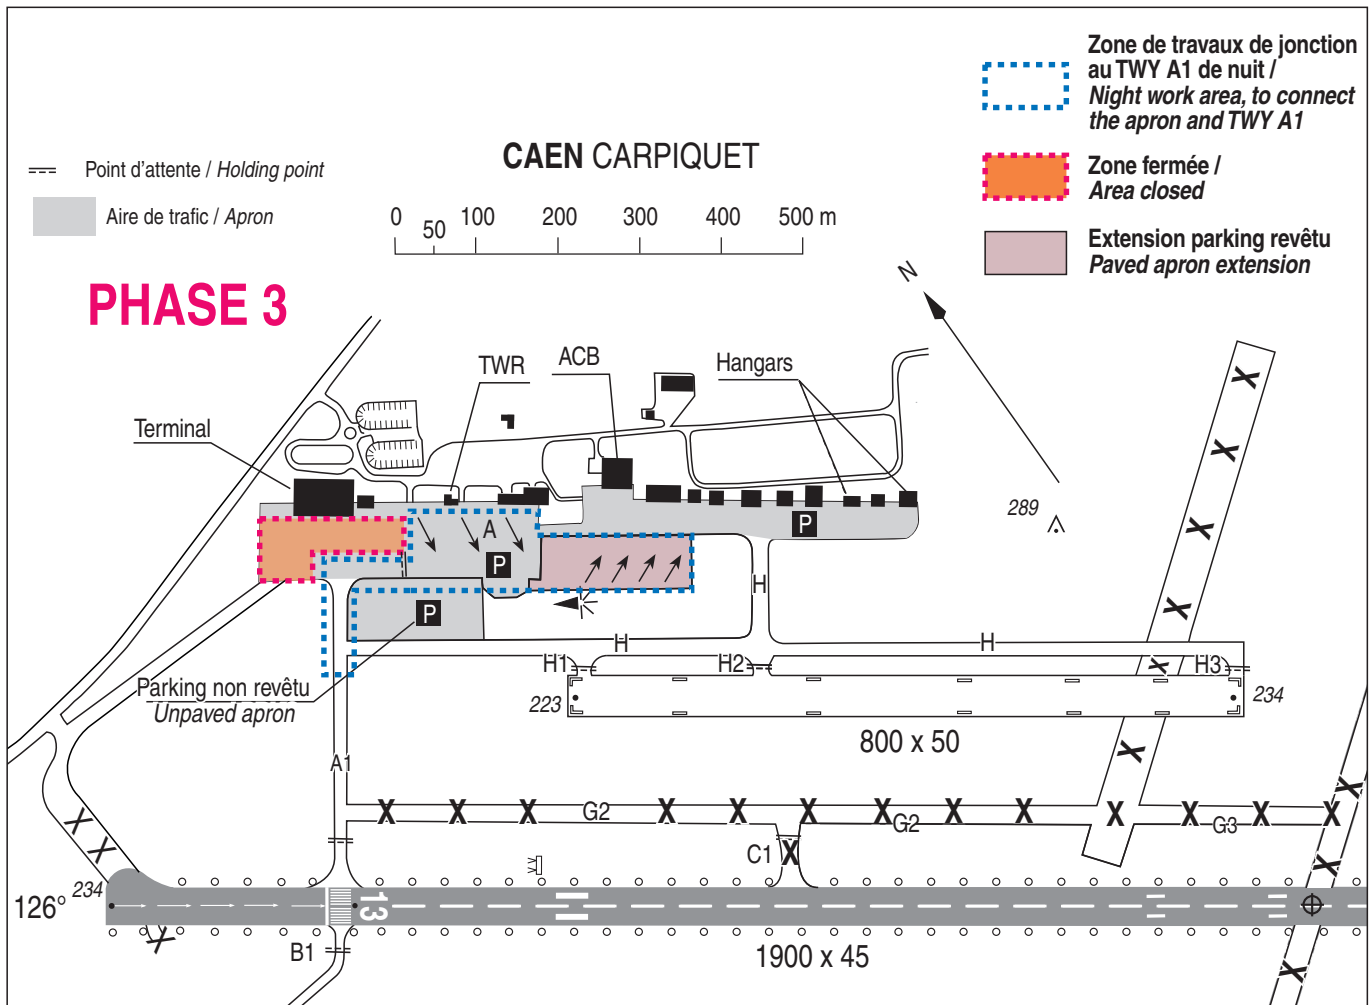 Zone de travaux de jonction
au TWY A1 de nuit /
Night work area, to connect
the apron and TWY A1
CAEN CARPIQUET
Point d'attente / Holding point
Zone fermée /
Area closed
Aire de trafic / Apron
0 50 100 200 300 400 500 m
Extension parking revêtu
Paved apron extension
N
PHASE 3
TWR
ACB
Hangars
Terminal
289
A
P
P
P
H
H
H
H1
H2
H3
Parking non revêtu
Unpaved apron
223
234
800 x 50
A1
G2
G2
G3
C1
234
126°
13
B1
1900 x 45